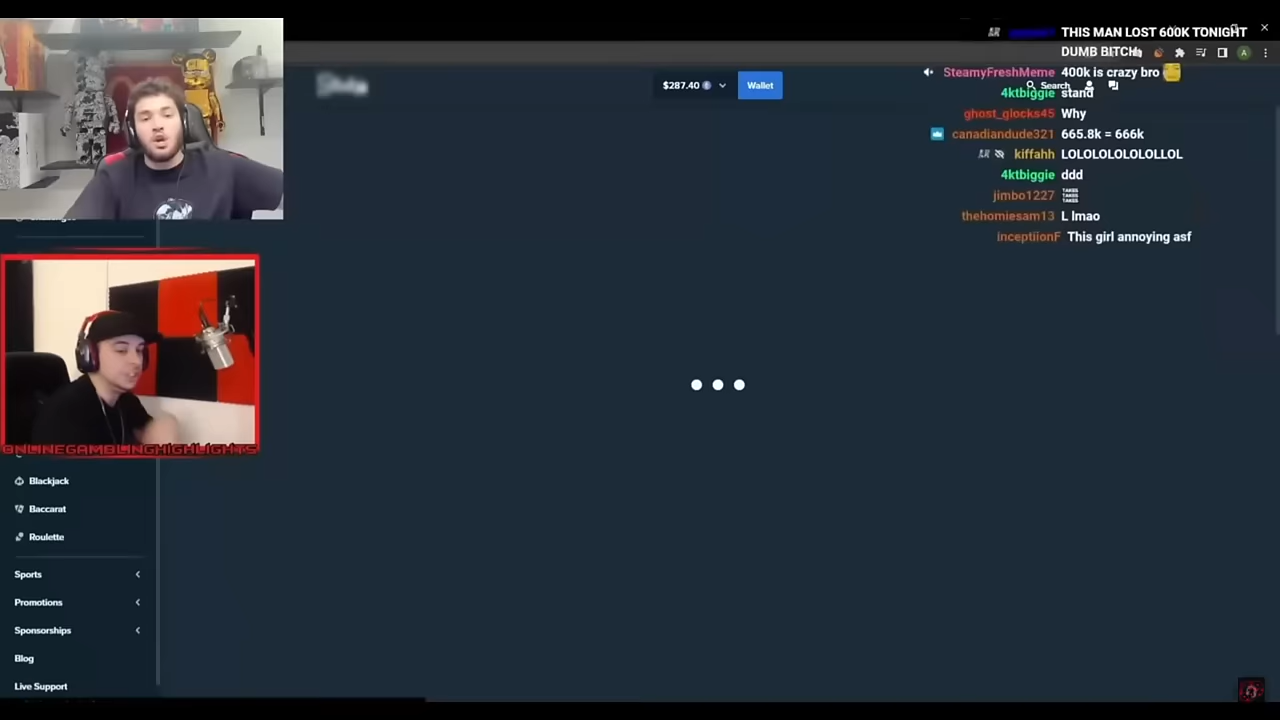 THIS MAN LOST 600K TONIGHT
DUMB BITCH
SteamyFreshMeme 400k is crazy bro
$287.40
Wallet
Search
4ktbiggie stand
ghost_glocks45 Why
canadiandude321 665.8k = 666k
kiffahh LOLOLOLOLOLOLLOL
4ktbiggie ddd
jimbo1227
thehomiesam13 L lmao
inceptiionF This girl annoying asf
ONLINEGAMBLINGHIGHLIGHTS
Blackjack
Baccarat
Roulette
Sports
Promotions
Sponsorships
Blog
Live Support